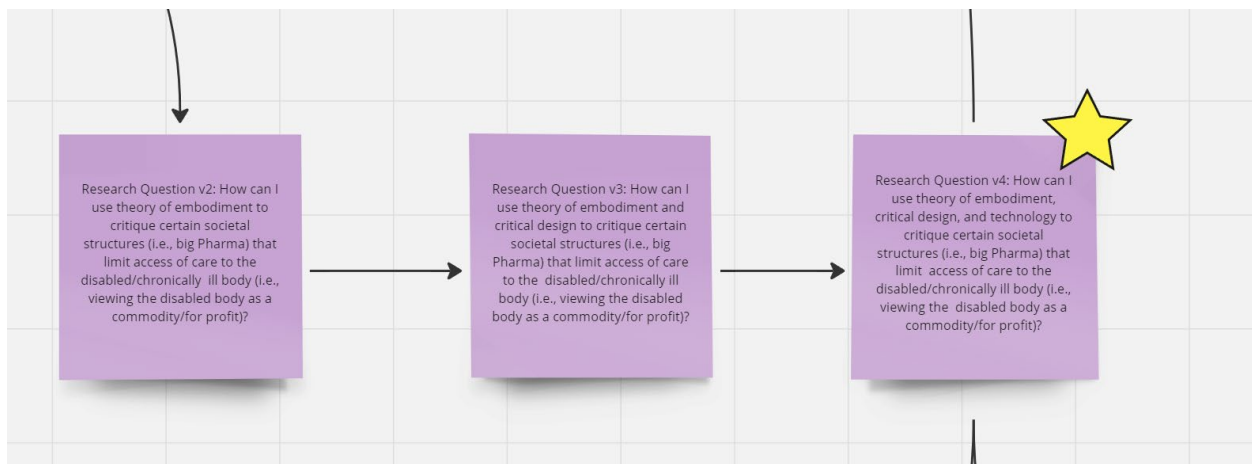 Research Question v2: How can I
use theory of embodiment to
critique certain societal
structures (i.e., big Pharma) that
limit access of care to the
disabled/chronically ill body (i.e.,
viewing the disabled body as a
commodity/for profit)?
Research Question v3: How can I
use theory of embodiment and
critical design to critique certain
societal structures (i.e., big
Pharma) that limit access of care
to the disabled/chronically ill
body (i.e., viewing the disabled
body as a commodity/for profit)?
Research Question v4: How can I
use theory of embodiment,
critical design, and technology to
critique certain societal
structures (i.e., big Pharma) that
limit access of care to the
disabled/chronically ill body (i.e.,
viewing the disabled body as a
commodity/for profit)?